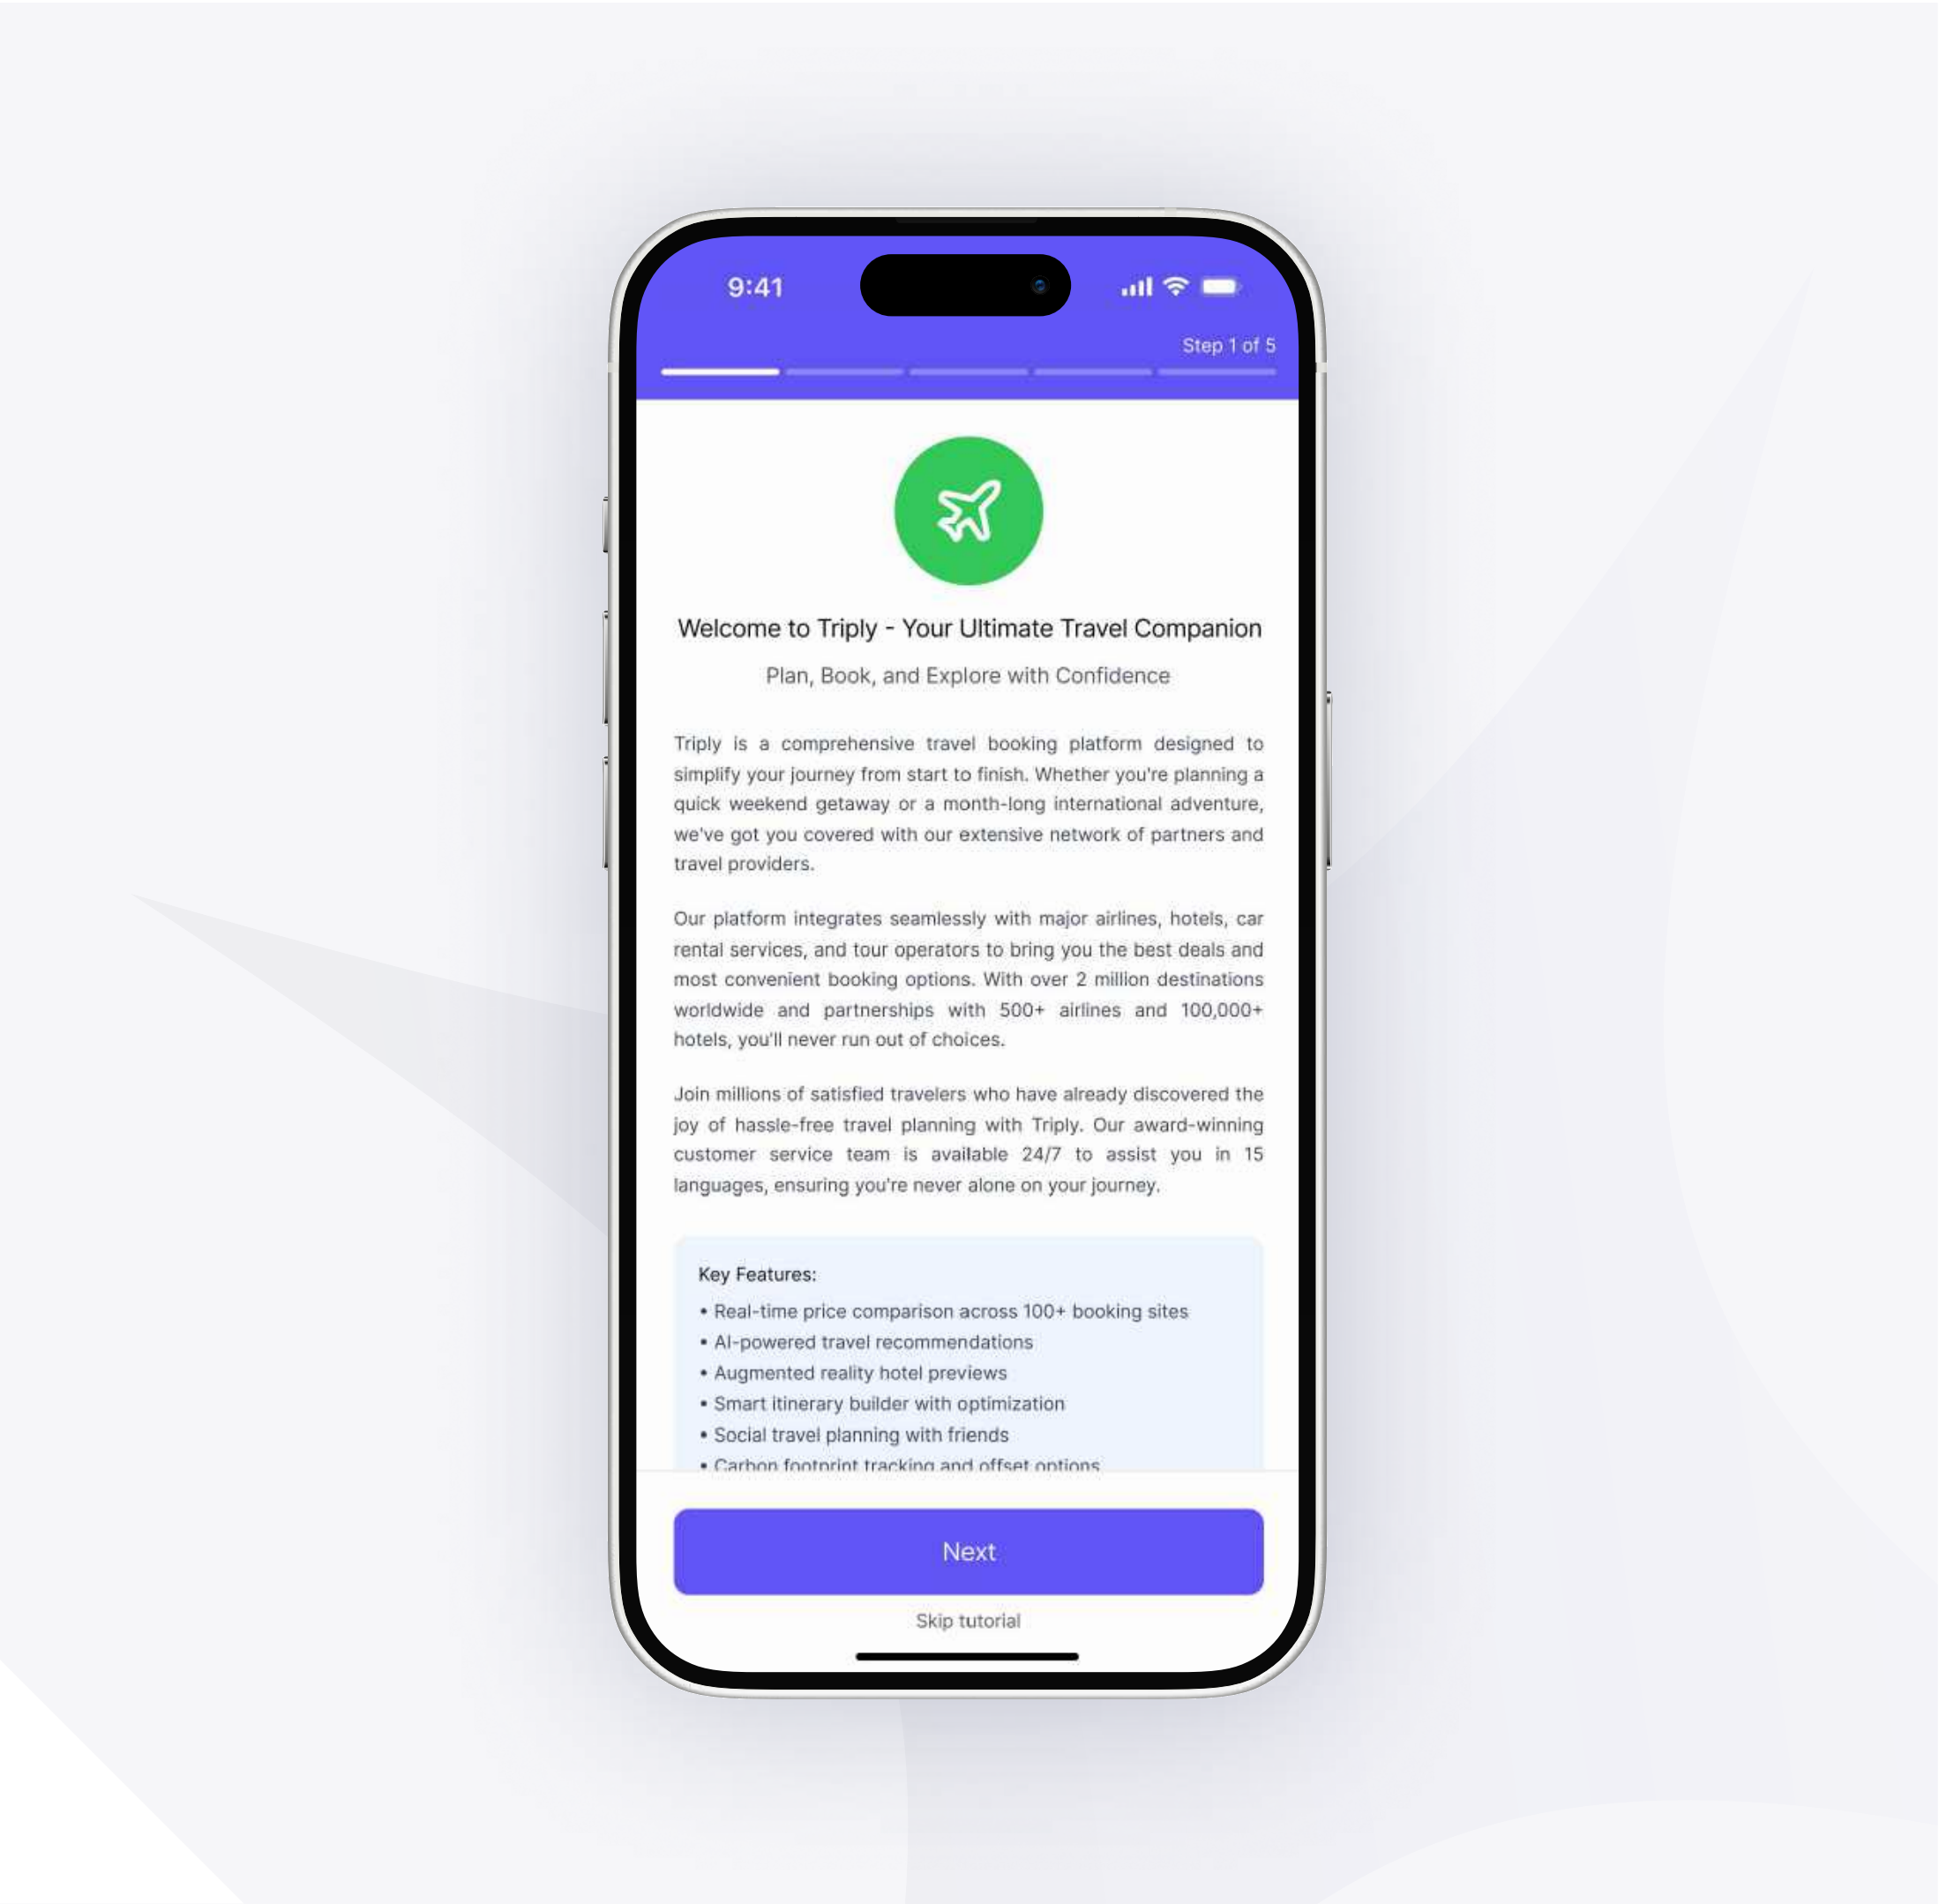 9:41
Step 1 of 5
Welcome to Triply - Your Ultimate Travel Companion
Plan, Book, and Explore with Confidence
Triply is a comprehensive travel booking platform designed to
simplify your journey from start to finish. Whether you're planning a
quick weekend getaway or a month-long international adventure,
we've got you covered with our extensive network of partners and
travel providers.
Our platform integrates seamlessly with major airlines, hotels, car
rental services, and tour operators to bring you the best deals and
most convenient booking options. With over 2 million destinations
worldwide and partnerships with 500+ airlines and 100,000+
hotels, you'll never run out of choices.
Join millions of satisfied travelers who have already discovered the
joy of hassle-free travel planning with Triply. Our award-winning
customer service team is available 24/7 to assist you in 15
languages, ensuring you're never alone on your journey.
Key Features:
• Real-time price comparison across 100+ booking sites
• AI-powered travel recommendations
• Augmented reality hotel previews
• Smart itinerary builder with optimization
• Social travel planning with friends
• Carbon footprint tracking and offset options
Next
Skip tutorial